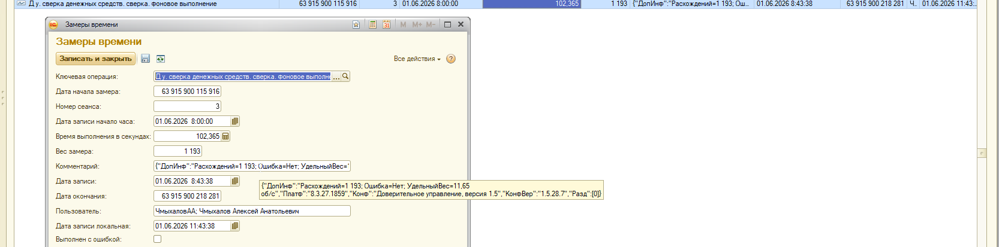 Д у. сверка денежных средств. сверка. фоновое выполнение 63 915 900 115 916 3 01.06.2026 8:00:00 102,365 1 193 {"ДопИнф":"Расхождений=1 193; Ош... 01.06.2026 8:43:38 63 915 900 218 281 Ч... 01.06.2026 11:43:...
1С Замеры времени 31 M M+ M-
Замеры времени
Записать и закрыть Все действия ?
Ключевая операция: Д у. сверка денежных средств. сверка. фоновое выполне ...
Дата начала замера: 63 915 900 115 916
Номер сеанса: 3
Дата записи начало часа: 01.06.2026 8:00:00
Время выполнения в секундах: 102,365
Вес замера: 1 193
Комментарий: {"ДопИнф":"Расхождений=1 193; Ошибка=Нет; УдельныйВес=1
Дата записи: 01.06.2026 8:43:38
{"ДопИнф":"Расхождений=1 193; Ошибка=Нет; УдельныйВес=11,65
об/с","Платф":"8.3.27.1859","Конф":"Доверительное управление, версия 1.5","КонфВер":"1.5.28.7","Разд":[0]}
Дата окончания: 63 915 900 218 281
Пользователь: ЧмыхаловАА; Чмыхалов Алексей Анатольевич
Дата записи локальная: 01.06.2026 11:43:38
Выполнен с ошибкой: